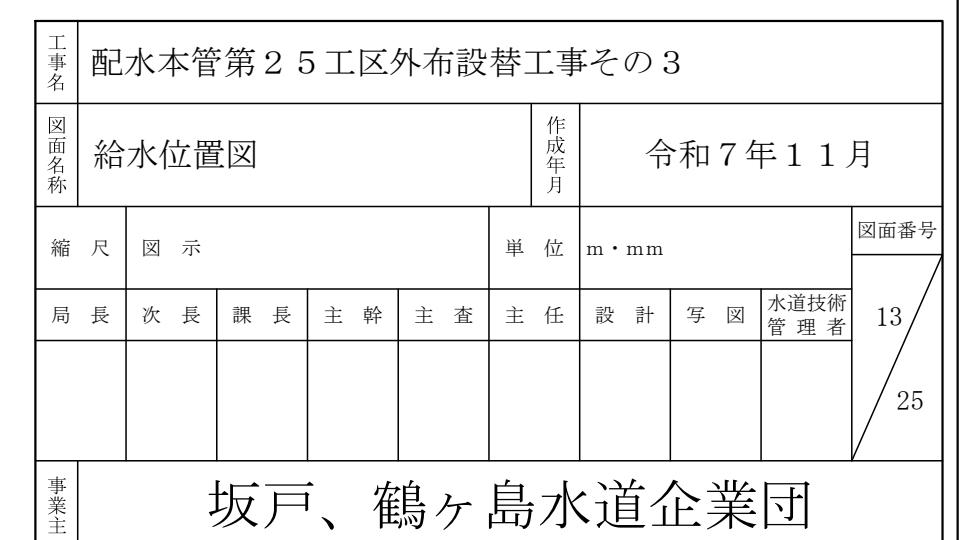 工事名
配水本管第２５工区外布設替工事その３
図面名称
給水位置図
作成年月
令和７年１１月
縮尺
図示
単位
m・mm
図面番号
局長 次長 課長 主幹 主査 主任 設計 写図 水道技術管理者
13/25
事業主
坂戸、鶴ヶ島水道企業団